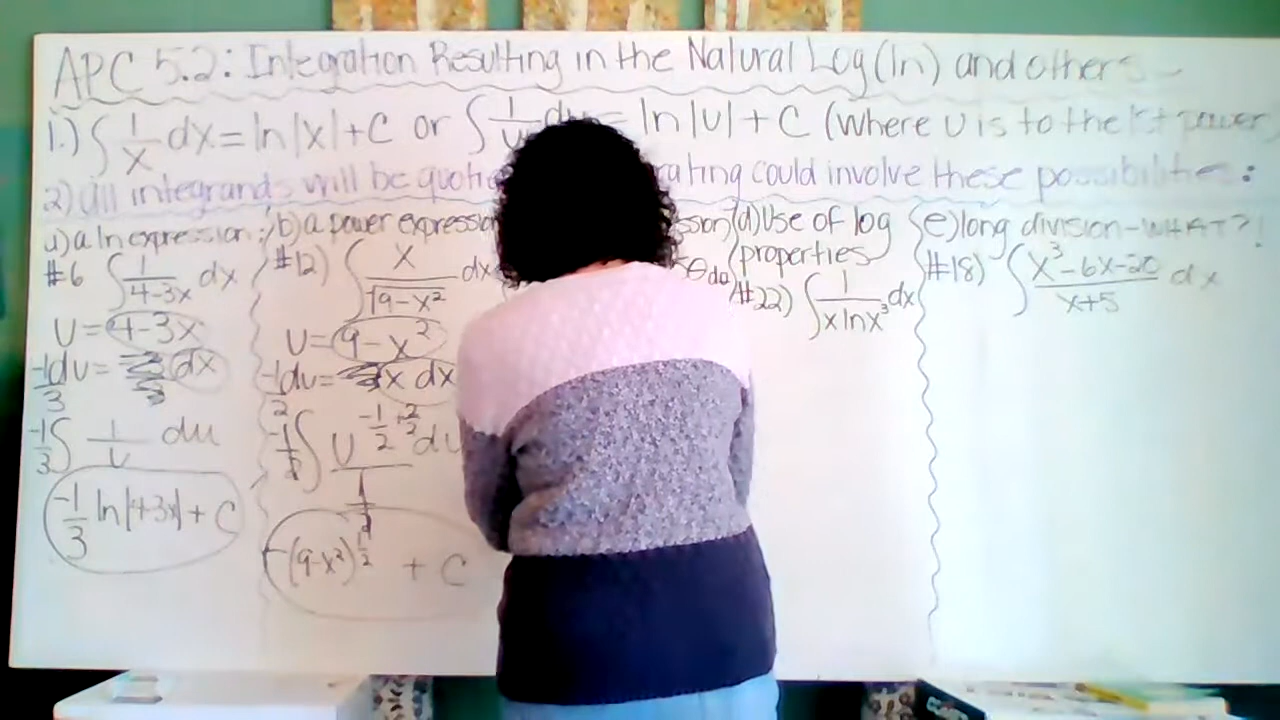 APC 5.2: Integration Resulting in the Natural Log (ln) and others
1.) ∫ 1/x dx = ln|x| + C or ∫ 1/u du = ln|u| + C (where u is to the 1st power
2) All integrands will be quoti rating could involve these possibilities:
a) a ln expression:
#6 ∫ 1/(4-3x) dx
u = 4-3x
-1/3 du = dx
-1/3 ∫ 1/u du
-1/3 ln|4-3x| + C
b) a power expression
#12) ∫ x/√(9-x²) dx
u = 9-x²
-1/2 du = x dx
u^(-1/2 + 2/2) du
-(9-x²)^(1/2) + C
ssion
θ dθ
(d) Use of log
properties
#22) ∫ 1/(x ln x³) dx
(e) long division - WHAT?!
#18) ∫ (x³-6x-20)/(x+5) dx